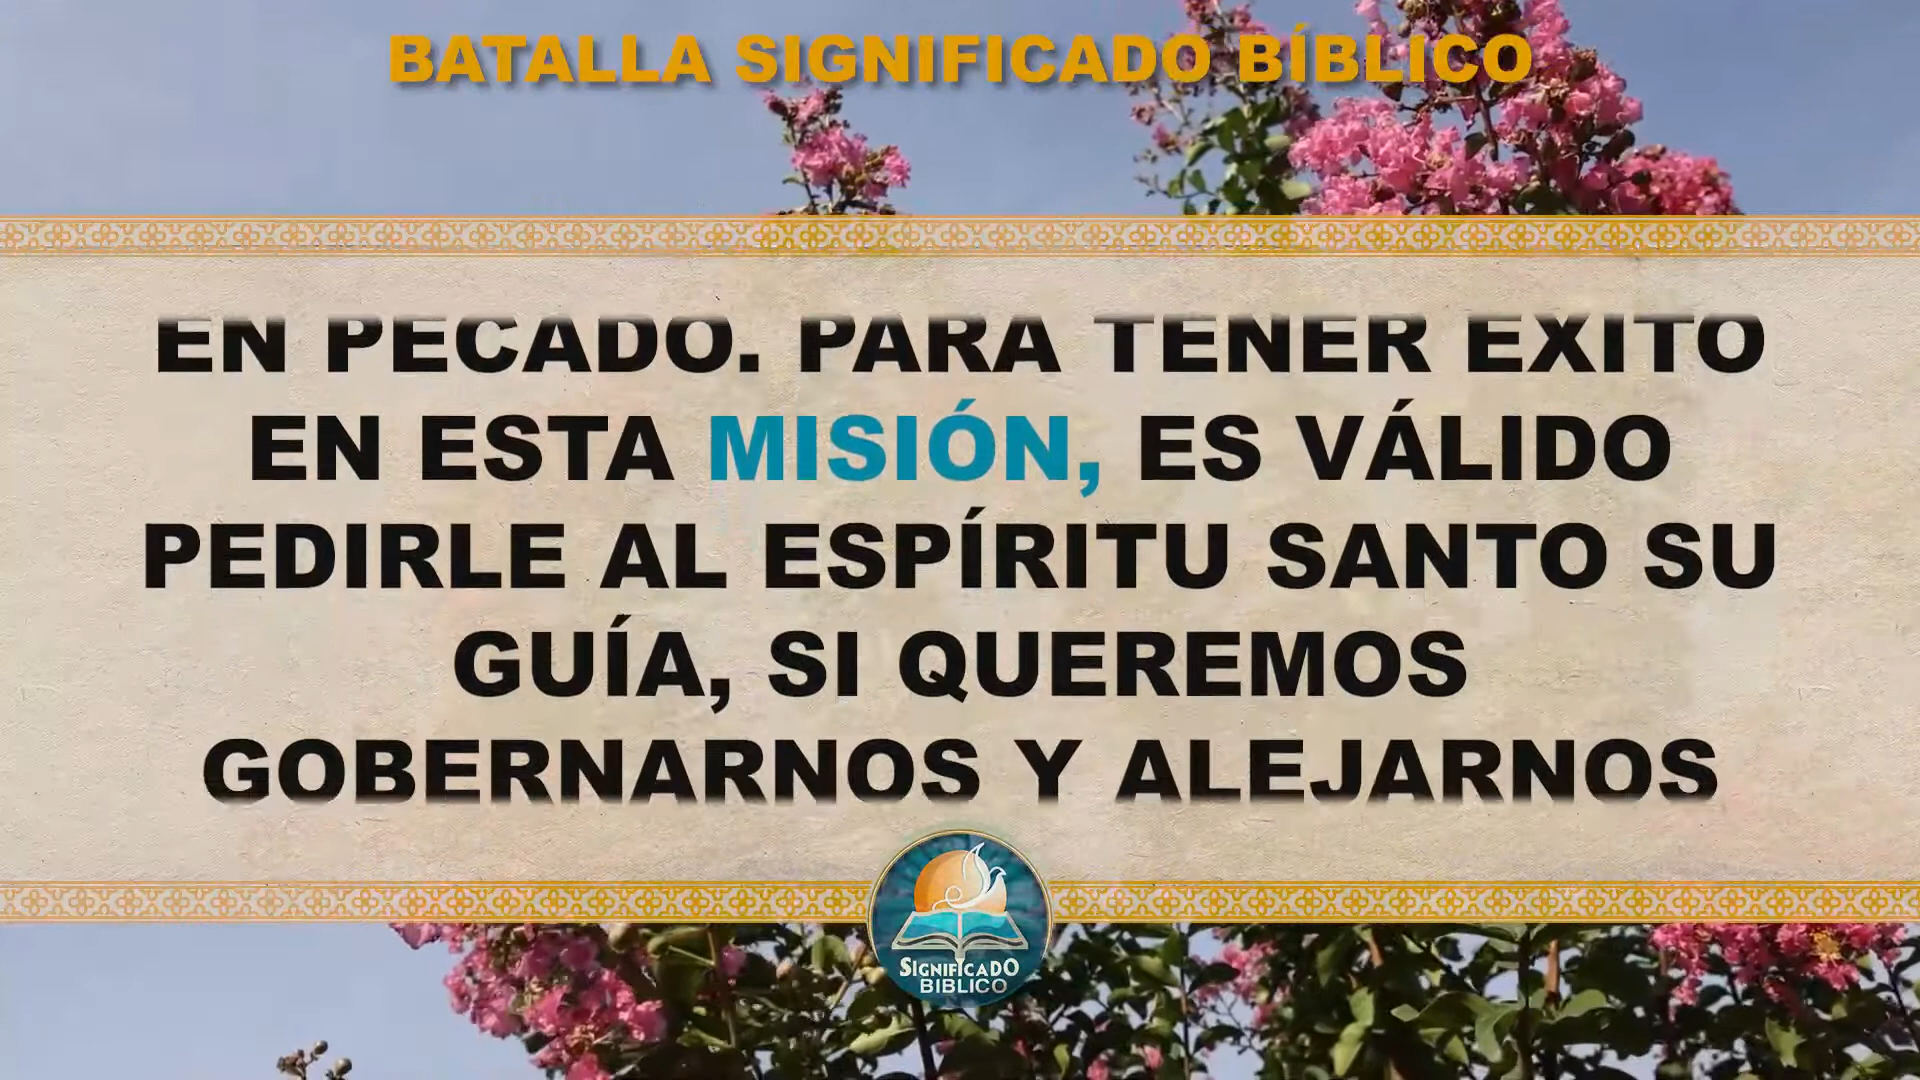 BATALLA SIGNIFICADO BÍBLICO
EN PECADO. PARA TENER EXITO
EN ESTA MISIÓN, ES VÁLIDO
PEDIRLE AL ESPÍRITU SANTO SU
GUÍA, SI QUEREMOS
GOBERNARNOS Y ALEJARNOS
SIGNIFICADO
BIBLICO